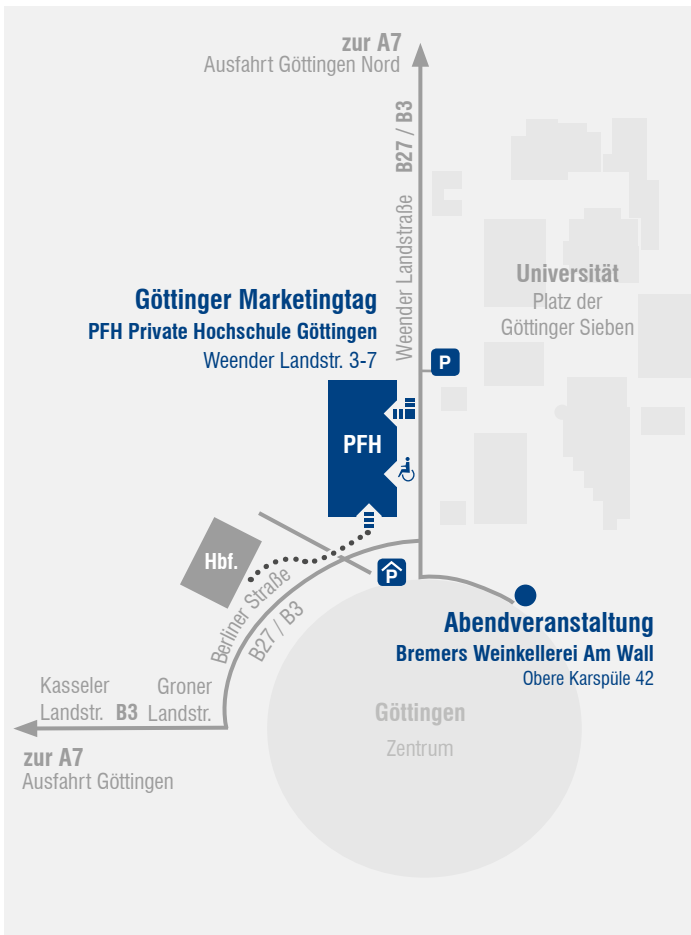 zur A7
Ausfahrt Göttingen Nord
B27 / B3
Weender Landstraße
Universität
Platz der
Göttinger Sieben
Göttinger Marketingtag
PFH Private Hochschule Göttingen
Weender Landstr. 3-7
P
PFH
Hbf.
P
Berliner Straße
B27 / B3
Abendveranstaltung
Bremers Weinkellerei Am Wall
Obere Karspüle 42
Kasseler
Landstr. B3
Groner
Landstr.
Göttingen
Zentrum
zur A7
Ausfahrt Göttingen